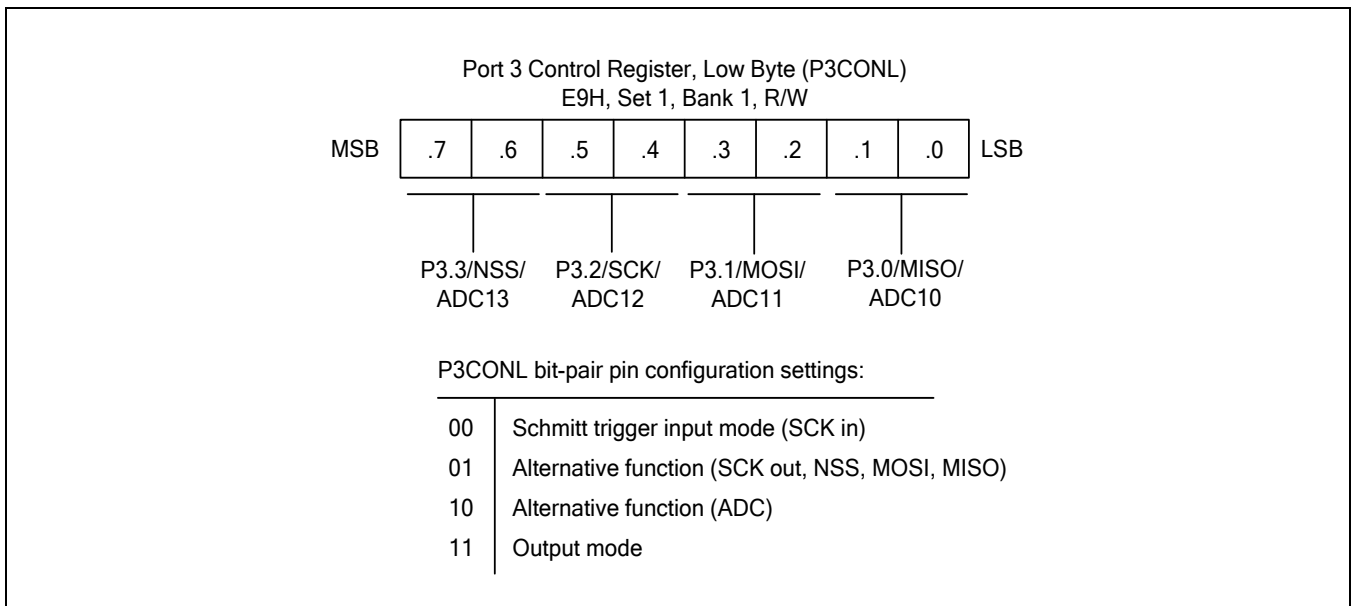 Port 3 Control Register, Low Byte (P3CONL)
E9H, Set 1, Bank 1, R/W
MSB .7 .6 .5 .4 .3 .2 .1 .0 LSB
P3.3/NSS/ P3.2/SCK/ P3.1/MOSI/ P3.0/MISO/
ADC13 ADC12 ADC11 ADC10
P3CONL bit-pair pin configuration settings:
00 Schmitt trigger input mode (SCK in)
01 Alternative function (SCK out, NSS, MOSI, MISO)
10 Alternative function (ADC)
11 Output mode